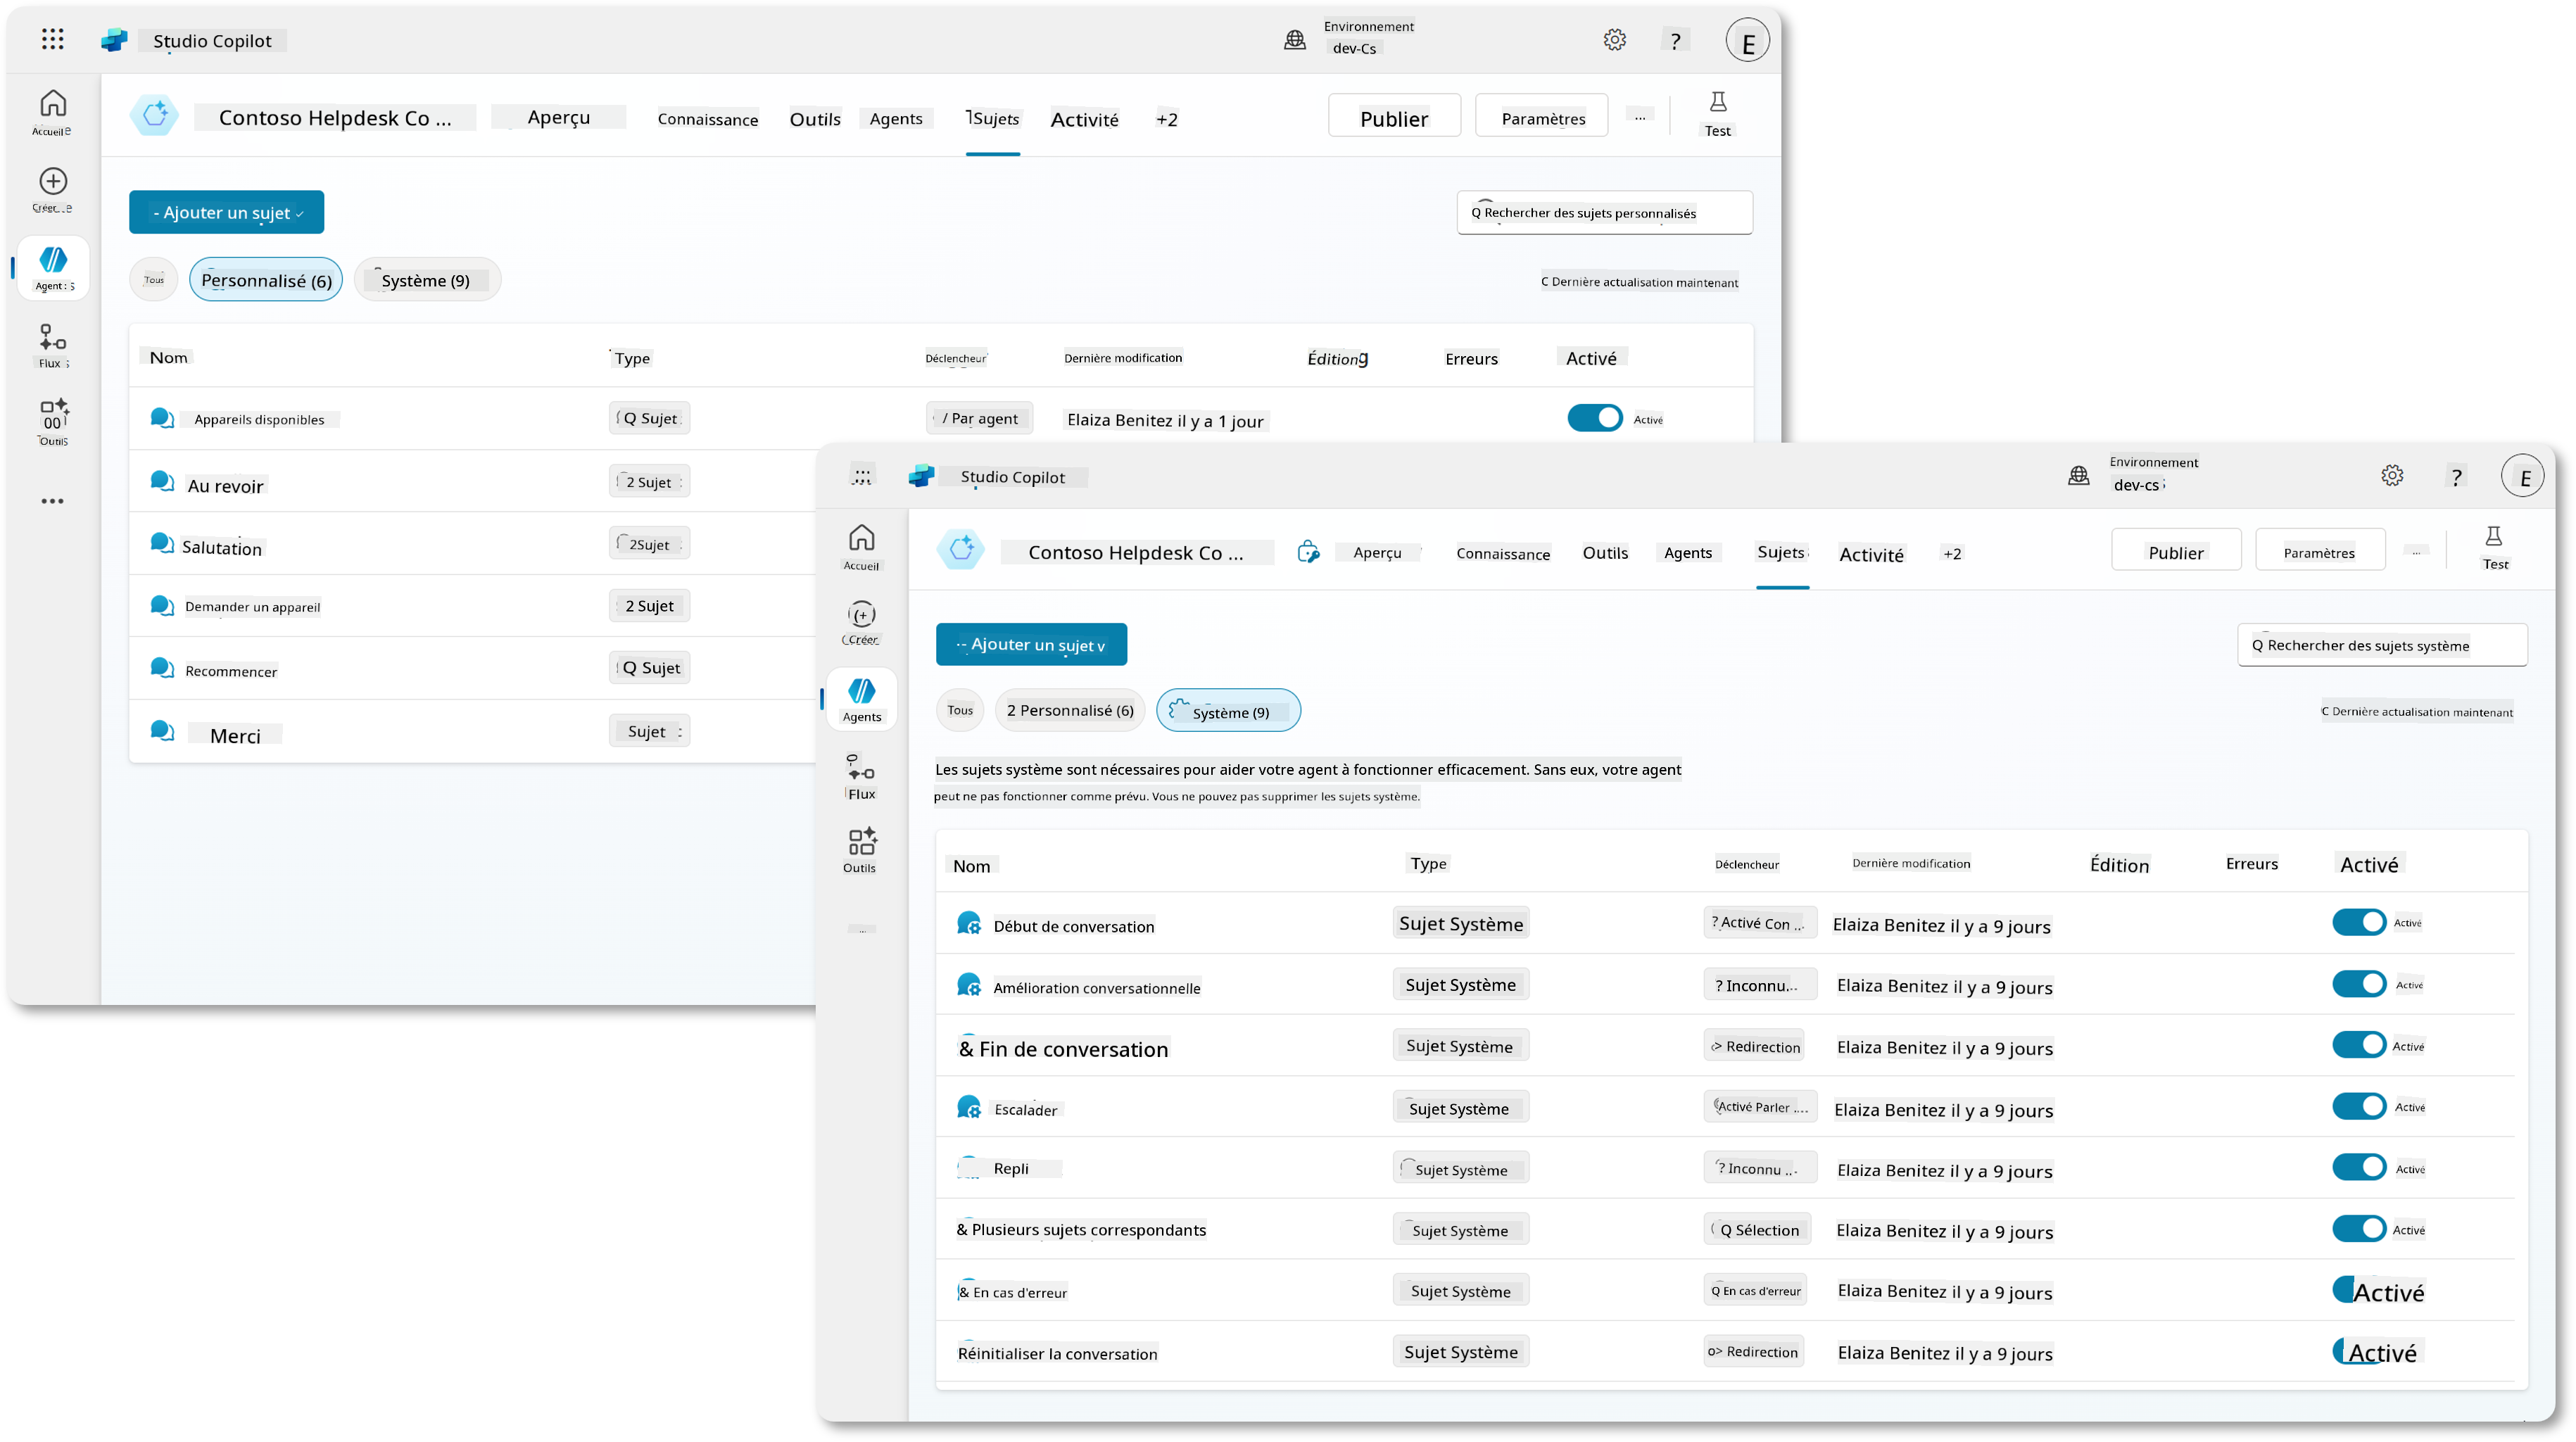 Studio Copilot
Environnement
dev-Cs
?
E
Accueil
Créer
Agent : S
Flux
Outils
Contoso Helpdesk Co ...
Aperçu
Connaissance
Outils
Agents
Sujets
Activité
+2
Publier
Paramètres
...
Test
- Ajouter un sujet
Q Rechercher des sujets personnalisés
Tous
Personnalisé (6)
Système (9)
C Dernière actualisation maintenant
Nom
Type
Déclencheur
Dernière modification
Édition
Erreurs
Activé
Appareils disponibles
Q Sujet
/ Par agent
Elaiza Benitez il y a 1 jour
Activé
Au revoir
2 Sujet
Salutation
2Sujet
Demander un appareil
2 Sujet
Recommencer
Q Sujet
Merci
Sujet
Studio Copilot
Environnement
dev-cs
?
E
Accueil
Créer
Agents
Flux
Outils
...
Contoso Helpdesk Co ...
Aperçu
Connaissance
Outils
Agents
Sujets
Activité
+2
Publier
Paramètres
...
Test
-- Ajouter un sujet v
Q Rechercher des sujets système
Tous
2 Personnalisé (6)
Système (9)
C Dernière actualisation maintenant
Les sujets système sont nécessaires pour aider votre agent à fonctionner efficacement. Sans eux, votre agent
peut ne pas fonctionner comme prévu. Vous ne pouvez pas supprimer les sujets système.
Nom
Type
Déclencheur
Dernière modification
Édition
Erreurs
Activé
Début de conversation
Sujet Système
? Activé Con ...
Elaiza Benitez il y a 9 jours
Activé
Amélioration conversationnelle
Sujet Système
? Inconnu...
Elaiza Benitez il y a 9 jours
Activé
& Fin de conversation
Sujet Système
> Redirection
Elaiza Benitez il y a 9 jours
Activé
Escalader
Sujet Système
Activé Parler ....
Elaiza Benitez il y a 9 jours
Activé
Repli
Sujet Système
? Inconnu ...
Elaiza Benitez il y a 9 jours
Activé
& Plusieurs sujets correspondants
Sujet Système
Q Sélection
Elaiza Benitez il y a 9 jours
Activé
& En cas d'erreur
Sujet Système
Q En cas d'erreur
Elaiza Benitez il y a 9 jours
Activé
Réinitialiser la conversation
Sujet Système
o> Redirection
Elaiza Benitez il y a 9 jours
Activé